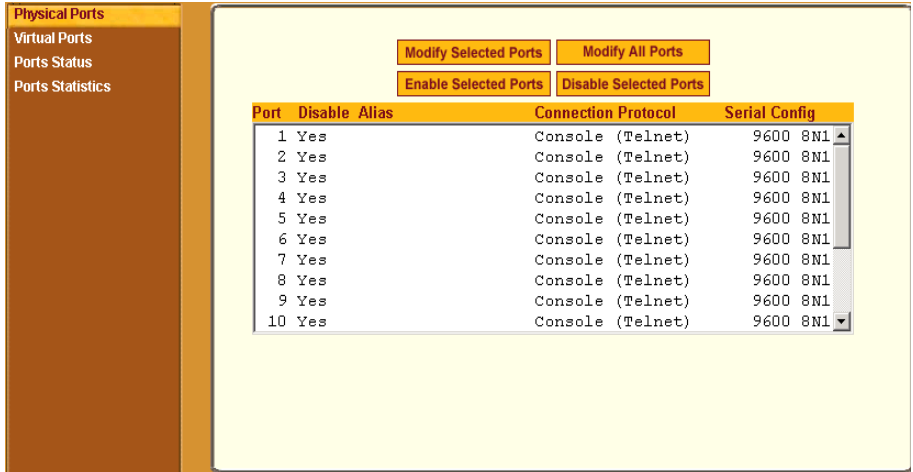 Physical Ports
Virtual Ports
Ports Status
Ports Statistics
Modify Selected Ports Modify All Ports
Enable Selected Ports Disable Selected Ports
Port Disable Alias Connection Protocol Serial Config
1 Yes Console (Telnet) 9600 8N1
2 Yes Console (Telnet) 9600 8N1
3 Yes Console (Telnet) 9600 8N1
4 Yes Console (Telnet) 9600 8N1
5 Yes Console (Telnet) 9600 8N1
6 Yes Console (Telnet) 9600 8N1
7 Yes Console (Telnet) 9600 8N1
8 Yes Console (Telnet) 9600 8N1
9 Yes Console (Telnet) 9600 8N1
10 Yes Console (Telnet) 9600 8N1